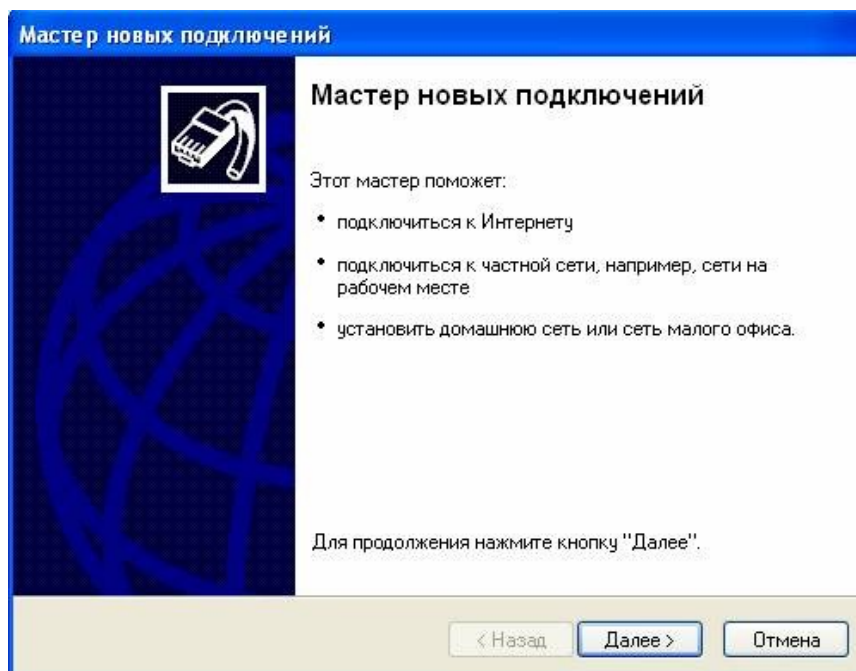 Мастер новых подключений
Мастер новых подключений
Этот мастер поможет:
• подключиться к Интернету
• подключиться к частной сети, например, сети на
рабочем месте
• установить домашнюю сеть или сеть малого офиса.
Для продолжения нажмите кнопку "Далее".
< Назад Далее > Отмена